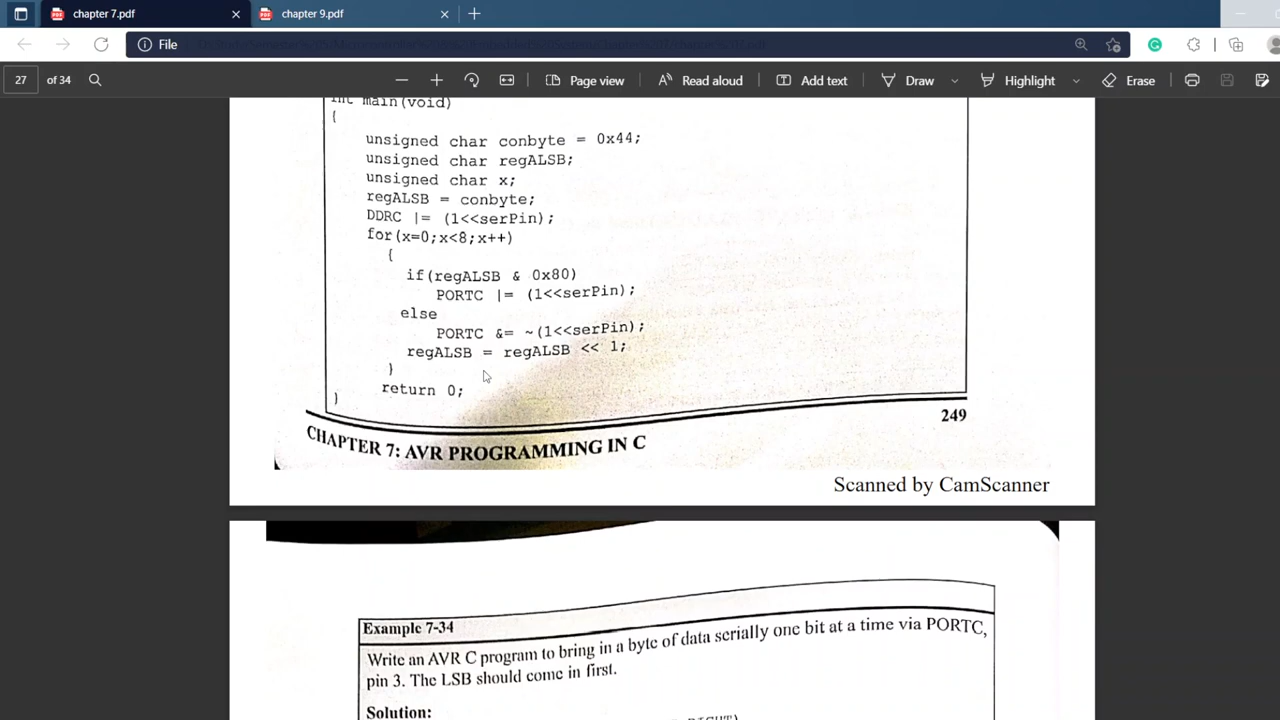 chapter 7.pdf
chapter 9.pdf
File
27 of 34
Page view
Read aloud
Add text
Draw
Highlight
Erase
int main(void)
{
unsigned char conbyte = 0x44;
unsigned char regALSB;
unsigned char x;
regALSB = conbyte;
DDRC |= (1<<serPin);
for(x=0;x<8;x++)
{
if(regALSB & 0x80)
PORTC |= (1<<serPin);
else
PORTC &= ~(1<<serPin);
regALSB = regALSB << 1;
}
return 0;
}
249
CHAPTER 7: AVR PROGRAMMING IN C
Scanned by CamScanner
Example 7-34
Write an AVR C program to bring in a byte of data serially one bit at a time via PORTC,
pin 3. The LSB should come in first.
Solution: